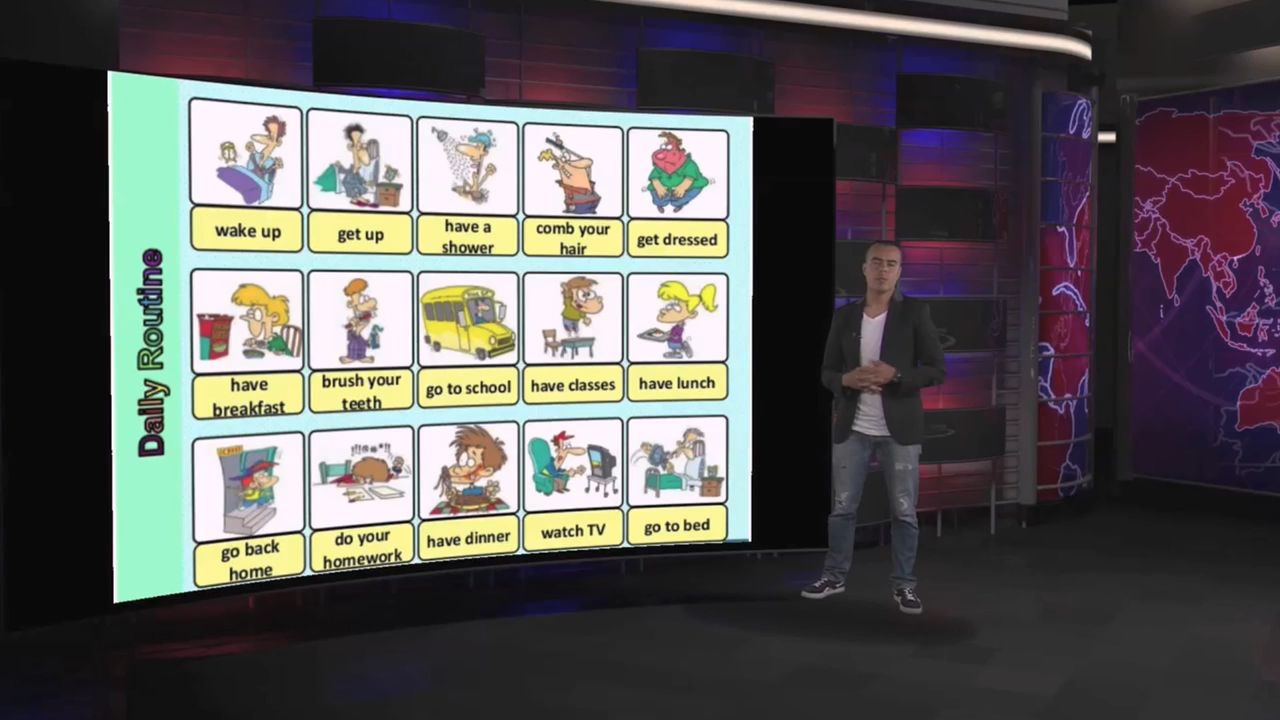 Daily Routine
wake up
get up
have a
shower
comb your
hair
get dressed
have
breakfast
brush your
teeth
go to school
have classes
have lunch
go back
home
!!@*!!
do your
homework
have dinner
watch TV
go to bed